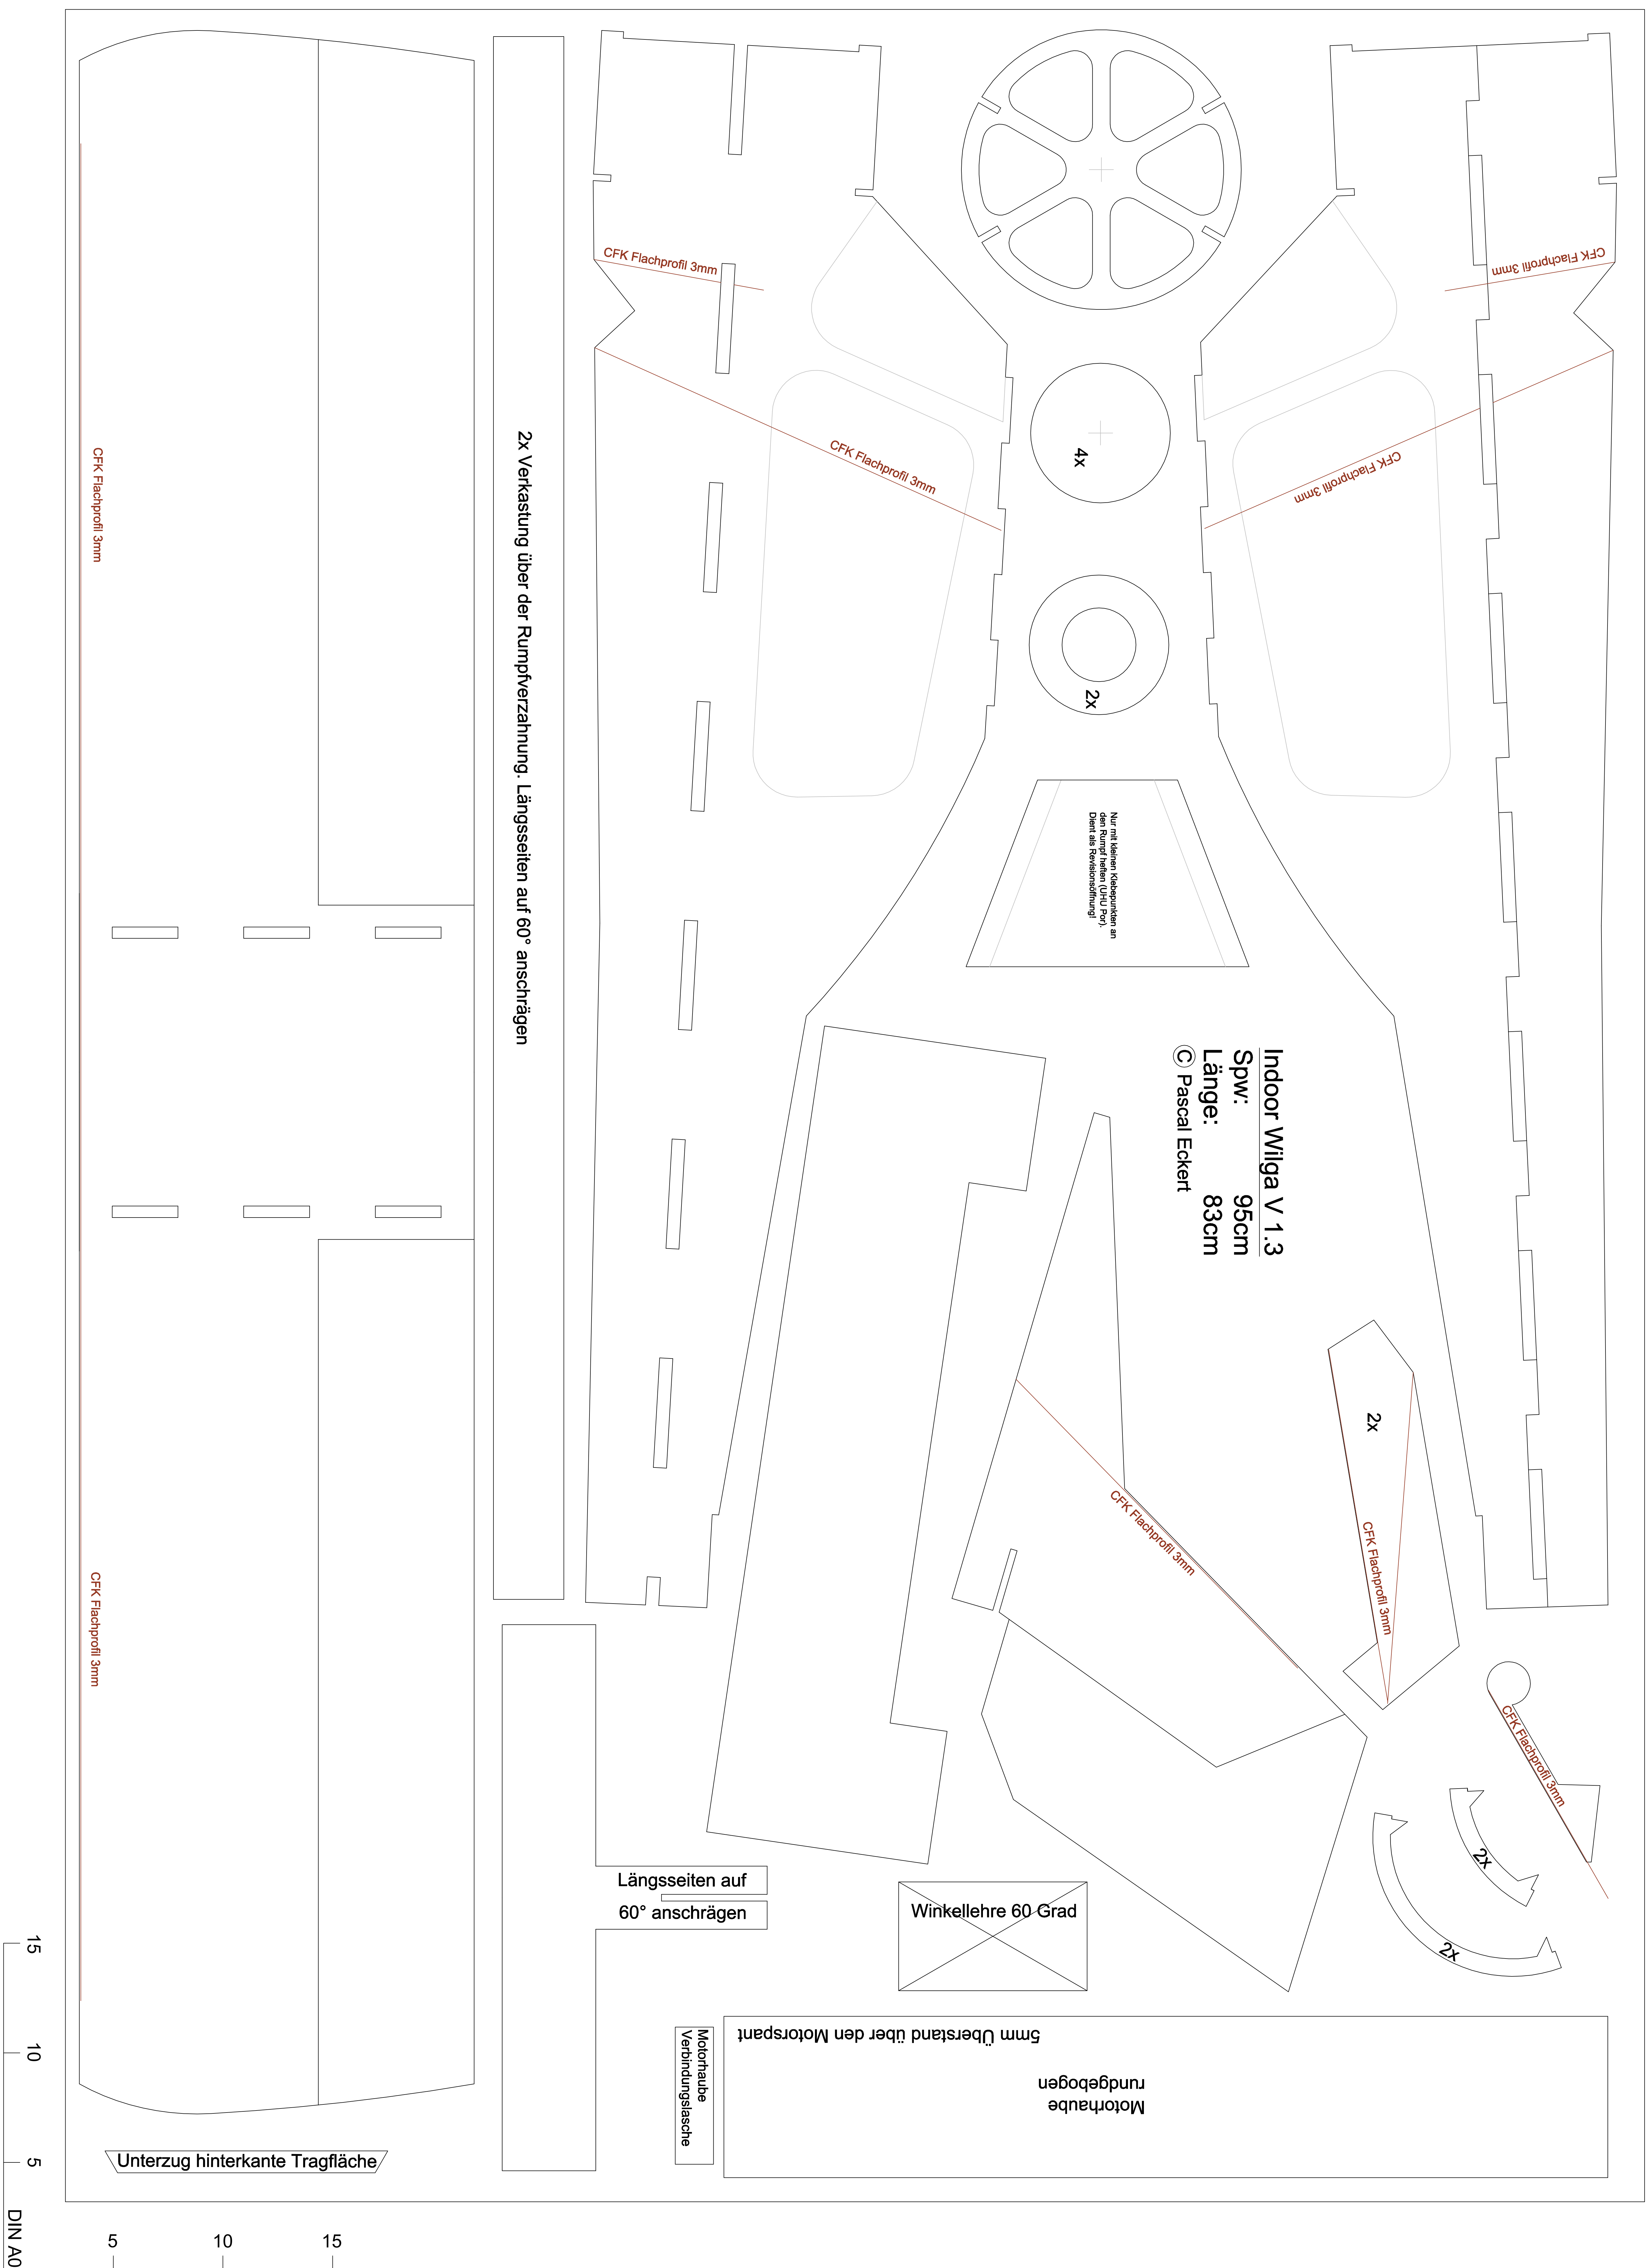 CFK Flachprofil 3mm
CFK Flachprofil 3mm
2x Verkastung über der Rumpfverzahnung. Längsseiten auf 60° anschrägen
CFK Flachprofil 3mm
CFK Flachprofil 3mm
4x
2x
Nur mit kleinen Klebepunkten an
den Rumpf heften (UHU Por).
Dient als Revisionsöffnung!
CFK Flachprofil 3mm
CFK Flachprofil 3mm
Indoor Wilga V 1.3
Spw: 95cm
Länge: 83cm
© Pascal Eckert
CFK Flachprofil 3mm
2x
CFK Flachprofil 3mm
CFK Flachprofil 3mm
2x
2x
Längsseiten auf
60° anschrägen
Winkellehre 60 Grad
Motorhaube
Verbindungslasche
5mm Überstand über den Motorspant
Motorhaube
rundgebogen
Unterzug hinterkante Tragfläche
15
10
5
DIN A0
5
10
15